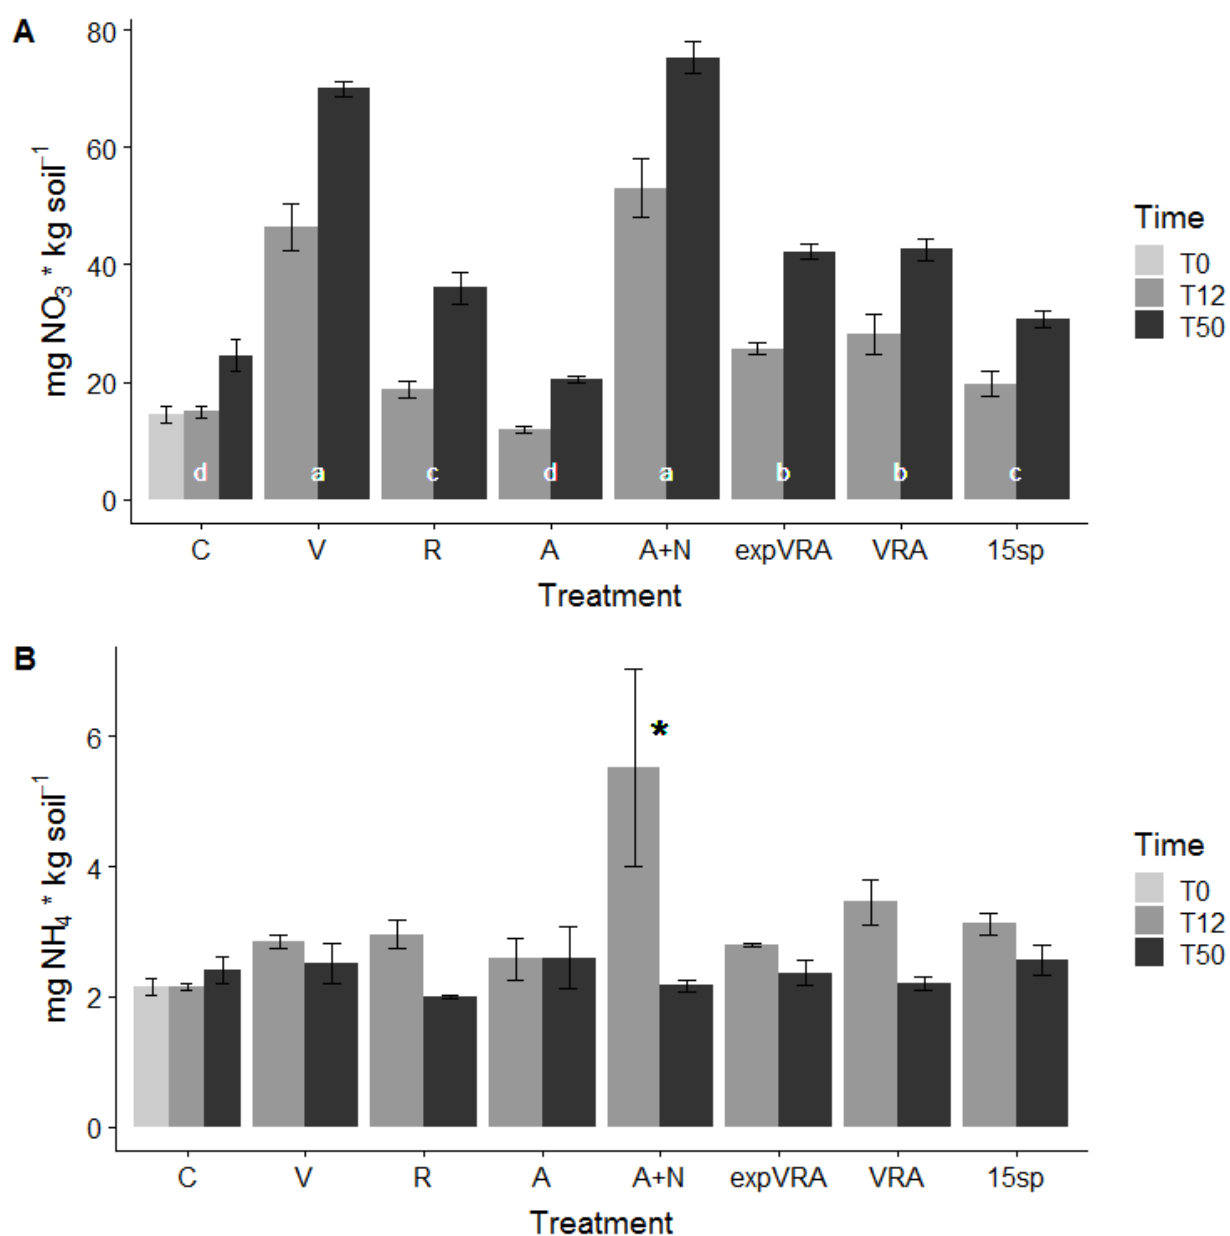 A
mg NO₃ * kg soil⁻¹
80
60
40
20
0
d a c d a b b c
C V R A A+N expVRA VRA 15sp
Treatment
Time
T0
T12
T50
B
mg NH₄ * kg soil⁻¹
6
4
2
0
*
C V R A A+N expVRA VRA 15sp
Treatment
Time
T0
T12
T50